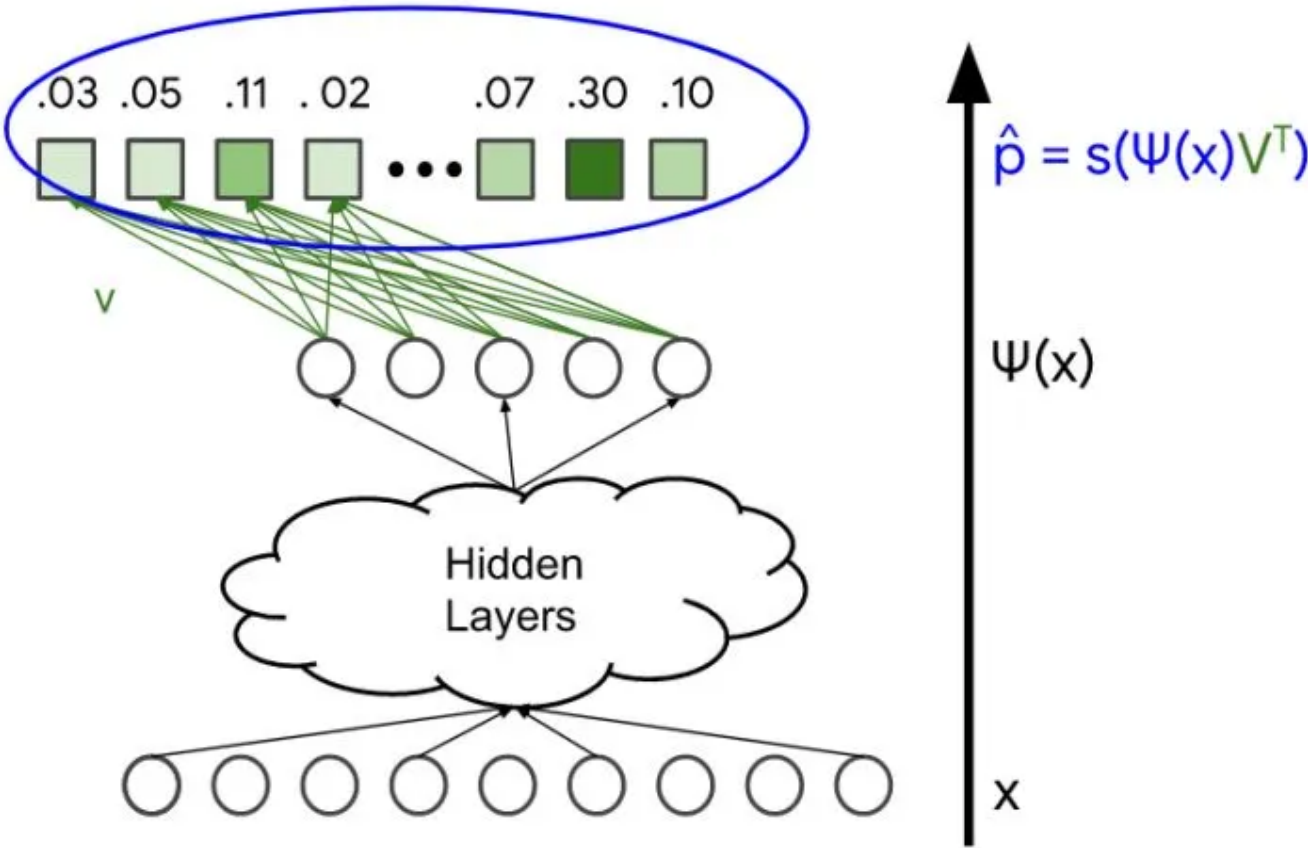 .03 .05 .11 .02 ••• .07 .30 .10
p̂ = s(Ψ(x)Vᵀ)
v
Ψ(x)
Hidden
Layers
x